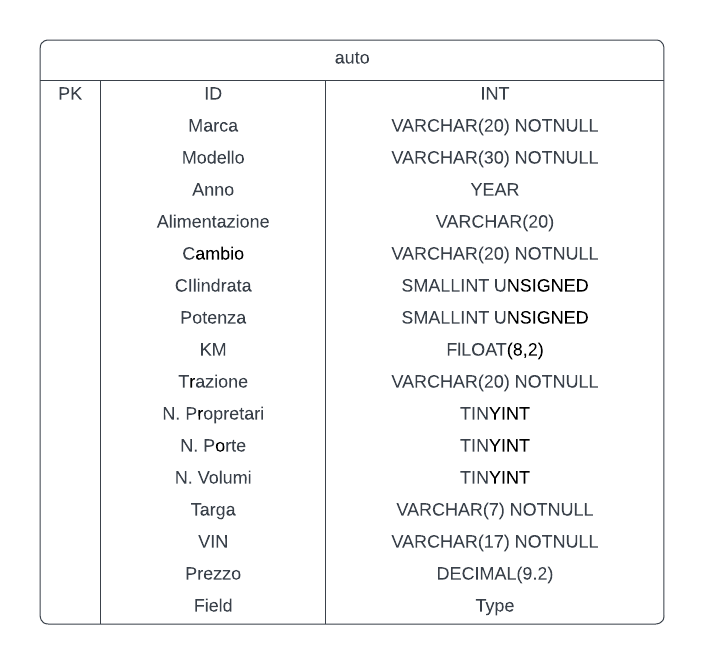 auto
PK ID INT
Marca VARCHAR(20) NOTNULL
Modello VARCHAR(30) NOTNULL
Anno YEAR
Alimentazione VARCHAR(20)
Cambio VARCHAR(20) NOTNULL
CIlindrata SMALLINT UNSIGNED
Potenza SMALLINT UNSIGNED
KM FILOAT(8,2)
Trazione VARCHAR(20) NOTNULL
N. Propretari TINYINT
N. Porte TINYINT
N. Volumi TINYINT
Targa VARCHAR(7) NOTNULL
VIN VARCHAR(17) NOTNULL
Prezzo DECIMAL(9.2)
Field Type